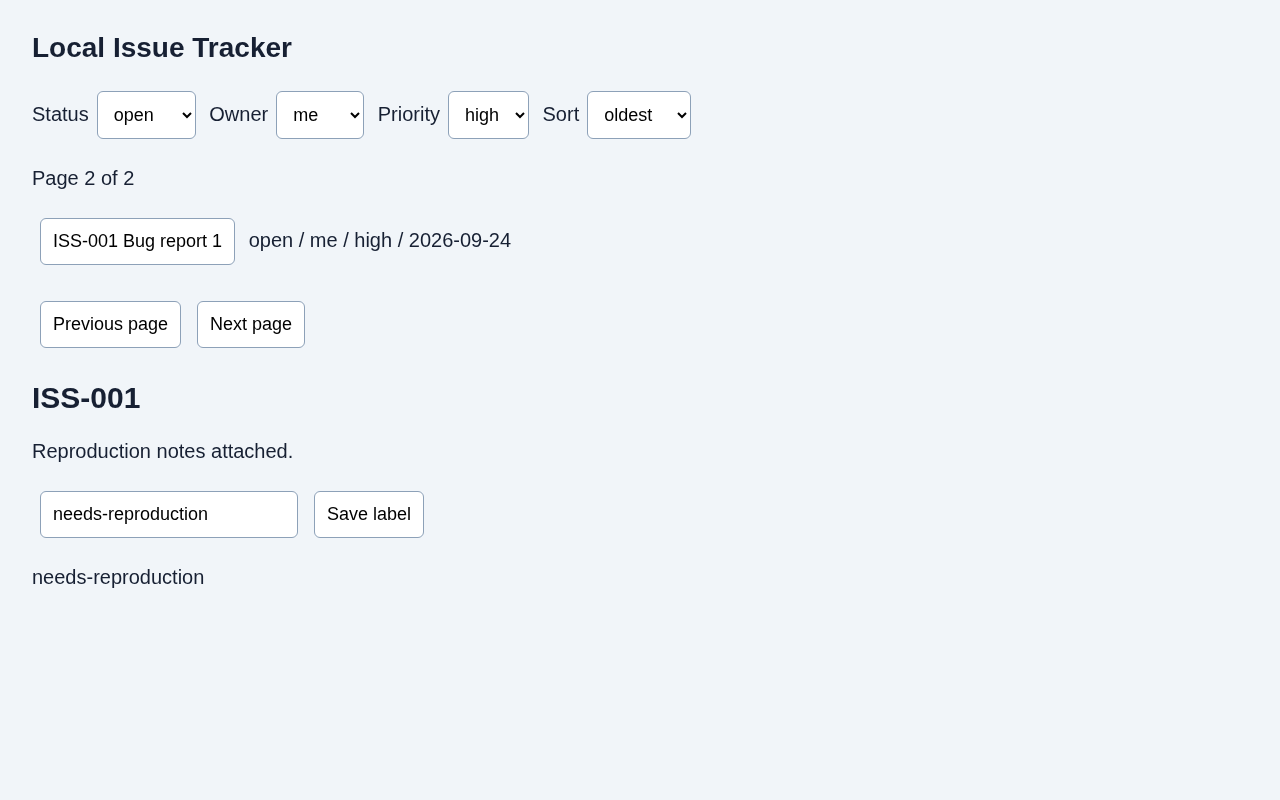 Local Issue Tracker
Status open Owner me Priority high Sort oldest
Page 2 of 2
ISS-001 Bug report 1 open / me / high / 2026-09-24
Previous page Next page
ISS-001
Reproduction notes attached.
needs-reproduction Save label
needs-reproduction